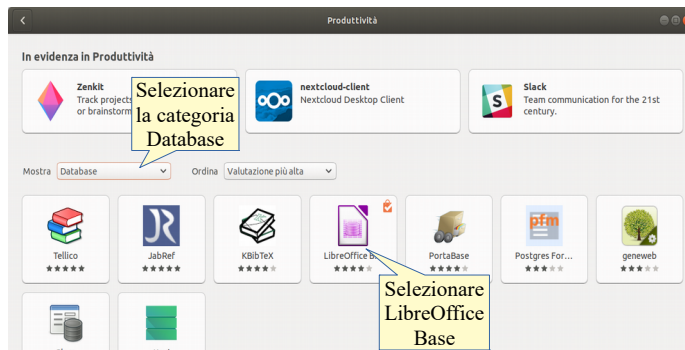 Produttività
In evidenza in Produttività
Zenkit
Track projects
or brainstorm
nextcloud-client
Nextcloud Desktop Client
Slack
Team communication for the 21st
century.
Selezionare
la categoria
Database
Mostra Database Ordina Valutazione più alta
Tellico
JabRef
KBibTeX
LibreOffice B
PortaBase
Postgres For...
geneweb
Selezionare
LibreOffice
Base